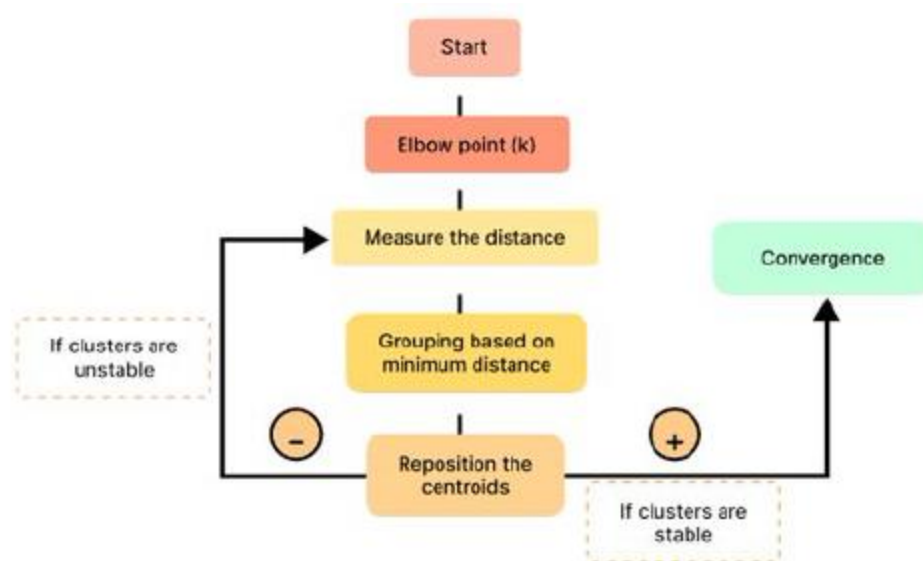 Start
Elbow point (k)
Measure the distance
Convergence
If clusters are
unstable
Grouping based on
minimum distance
-
+
Reposition the
centroids
If clusters are
stable